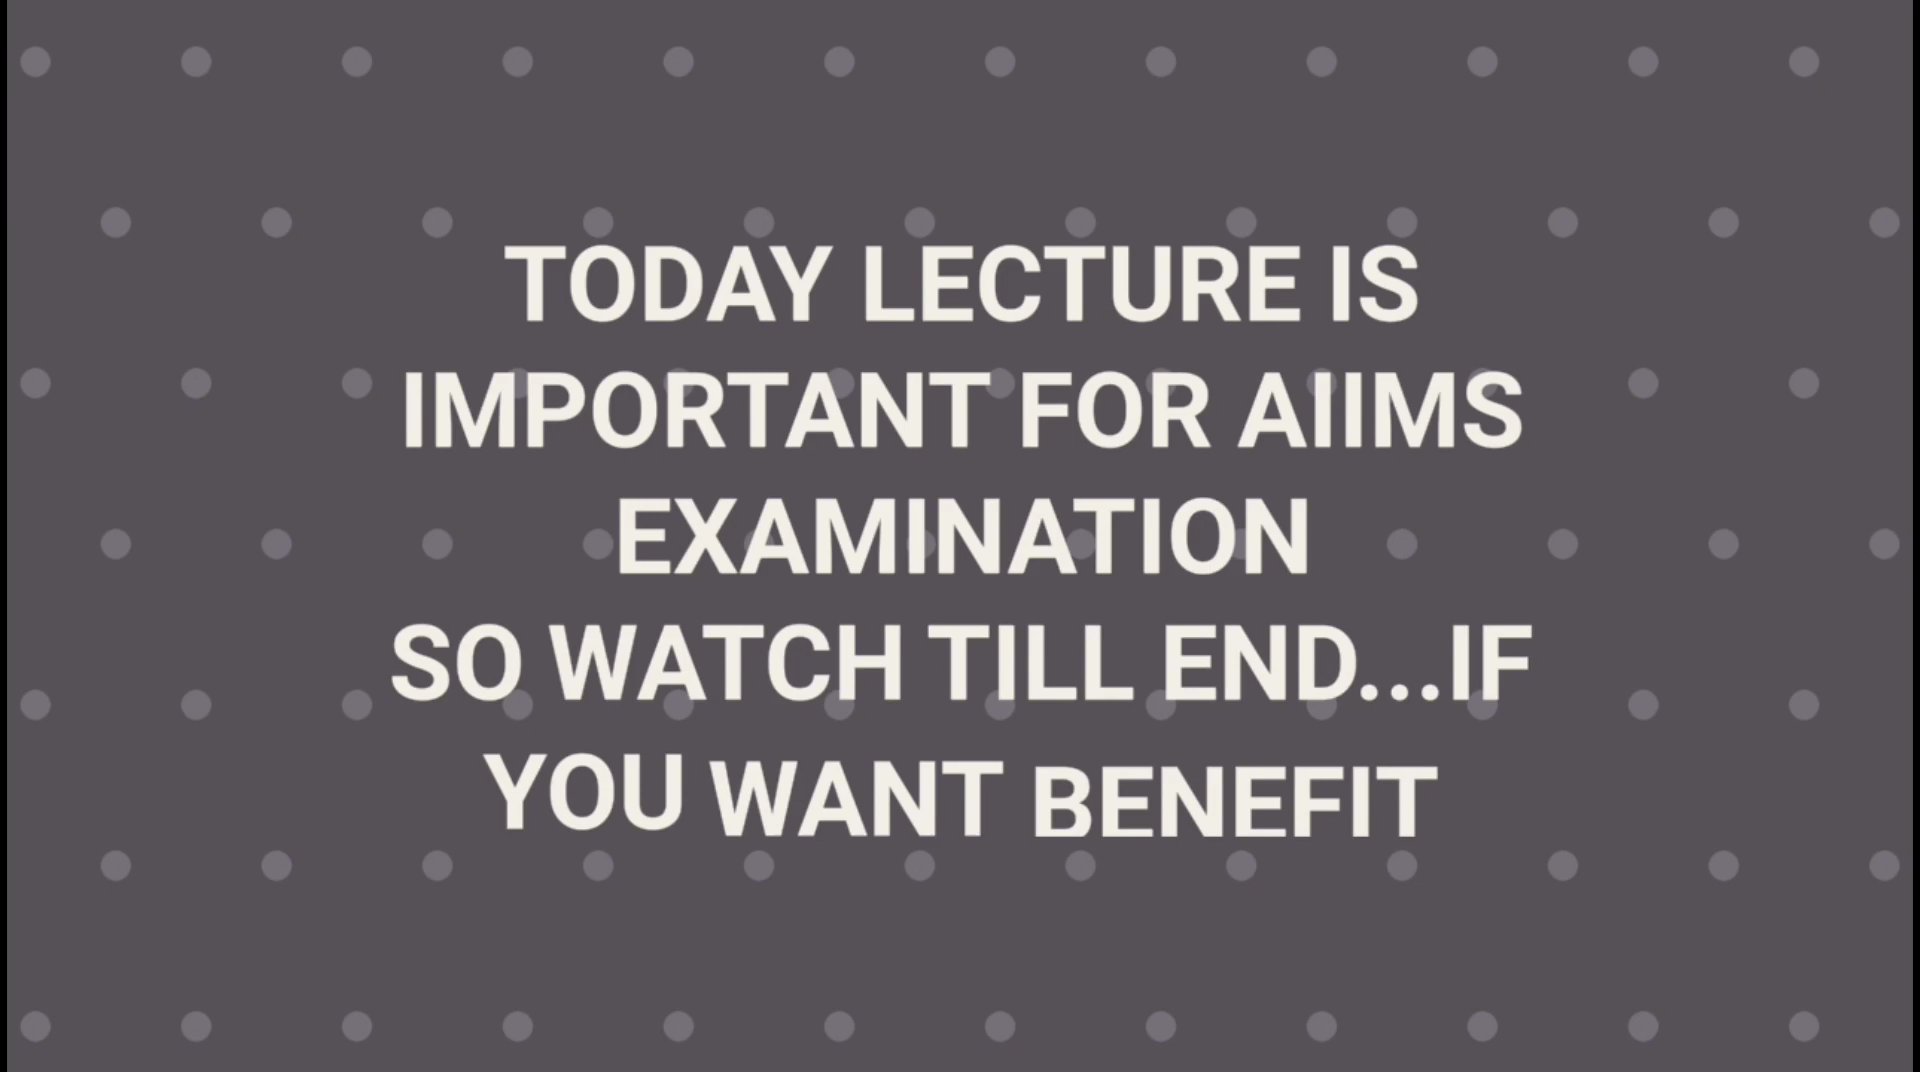 TODAY LECTURE IS
IMPORTANT FOR AIIMS
EXAMINATION
SO WATCH TILL END...IF
YOU WANT BENEFIT